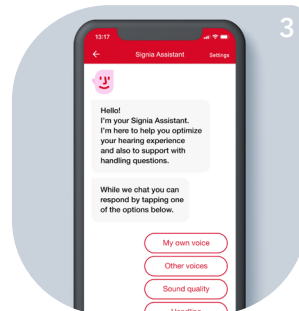 3
13:17
Signia Assistant
Settings
Hello!
I'm your Signia Assistant.
I'm here to help you optimize
your hearing experience
and also to support with
handling questions.
While we chat you can
respond by tapping one
of the options below.
My own voice
Other voices
Sound quality
Handling